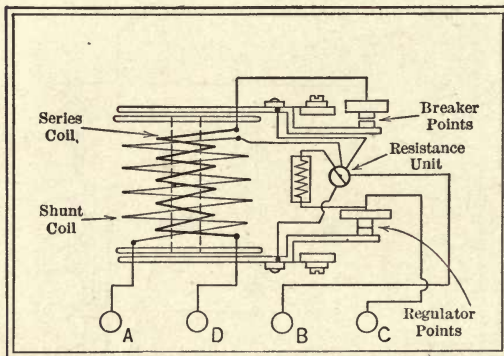 Series
Coil
Shunt
Coil
Breaker
Points
Resistance
Unit
Regulator
Points
A
D
B
C